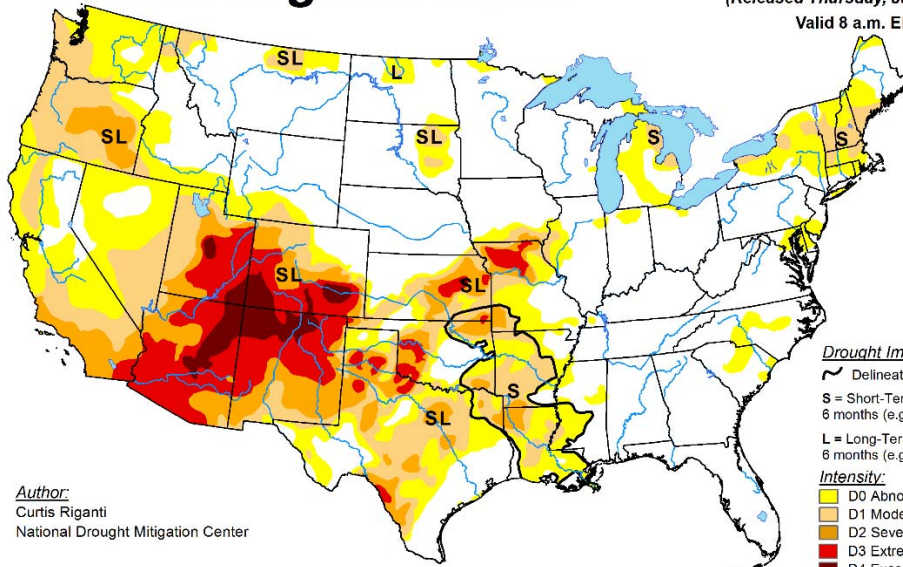 (Released Thursday,
Valid 8 a.m.
SL
L
SL
SL
S
S
SL
SL
S
SL
Drought
Delineat
S = Short-Ter
6 months (e.g
L = Long-Ter
6 months (e.g
Intensity:
D0 Abno
D1 Mode
D2 Seve
D3 Extre
Author:
Curtis Riganti
National Drought Mitigation Center